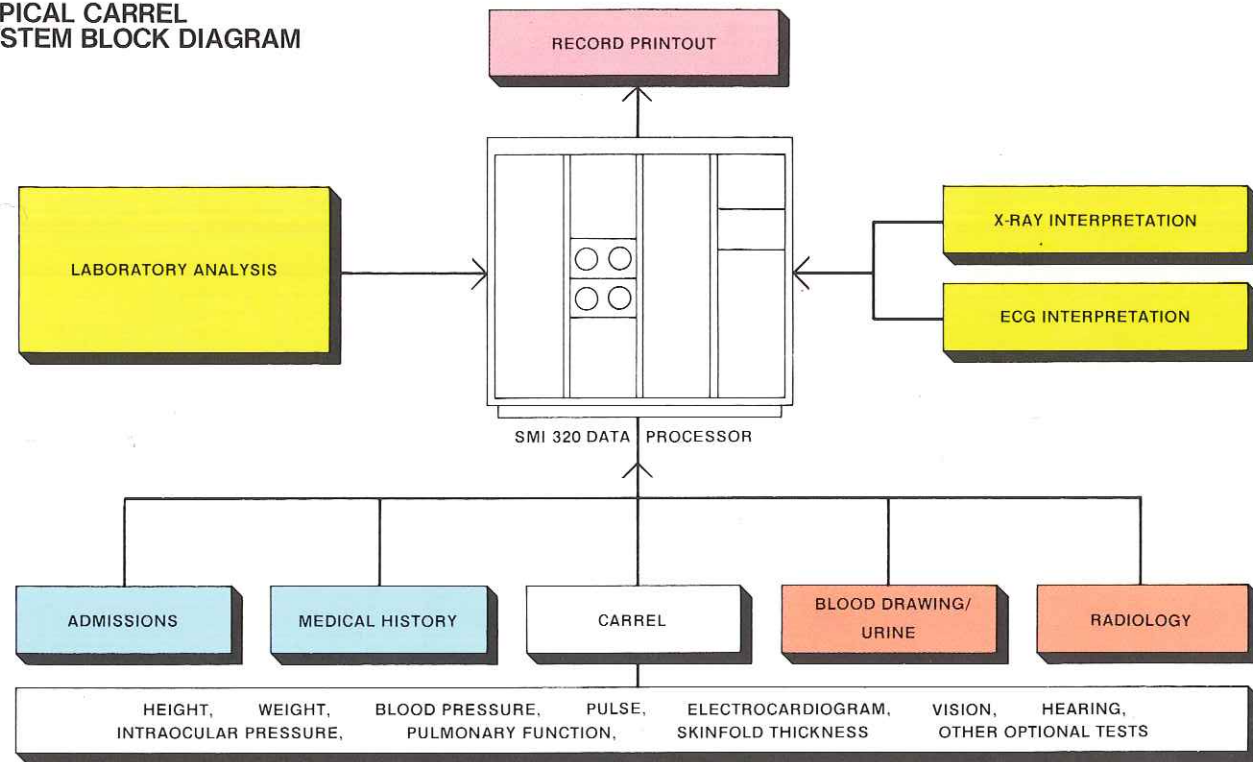 PICAL CARREL
STEM BLOCK DIAGRAM
RECORD PRINTOUT
LABORATORY ANALYSIS
X-RAY INTERPRETATION
ECG INTERPRETATION
SMI 320 DATA PROCESSOR
ADMISSIONS
MEDICAL HISTORY
CARREL
BLOOD DRAWING/
URINE
RADIOLOGY
HEIGHT, WEIGHT, BLOOD PRESSURE, PULSE, ELECTROCARDIOGRAM, VISION, HEARING,
INTRAOCULAR PRESSURE, PULMONARY FUNCTION, SKINFOLD THICKNESS OTHER OPTIONAL TESTS